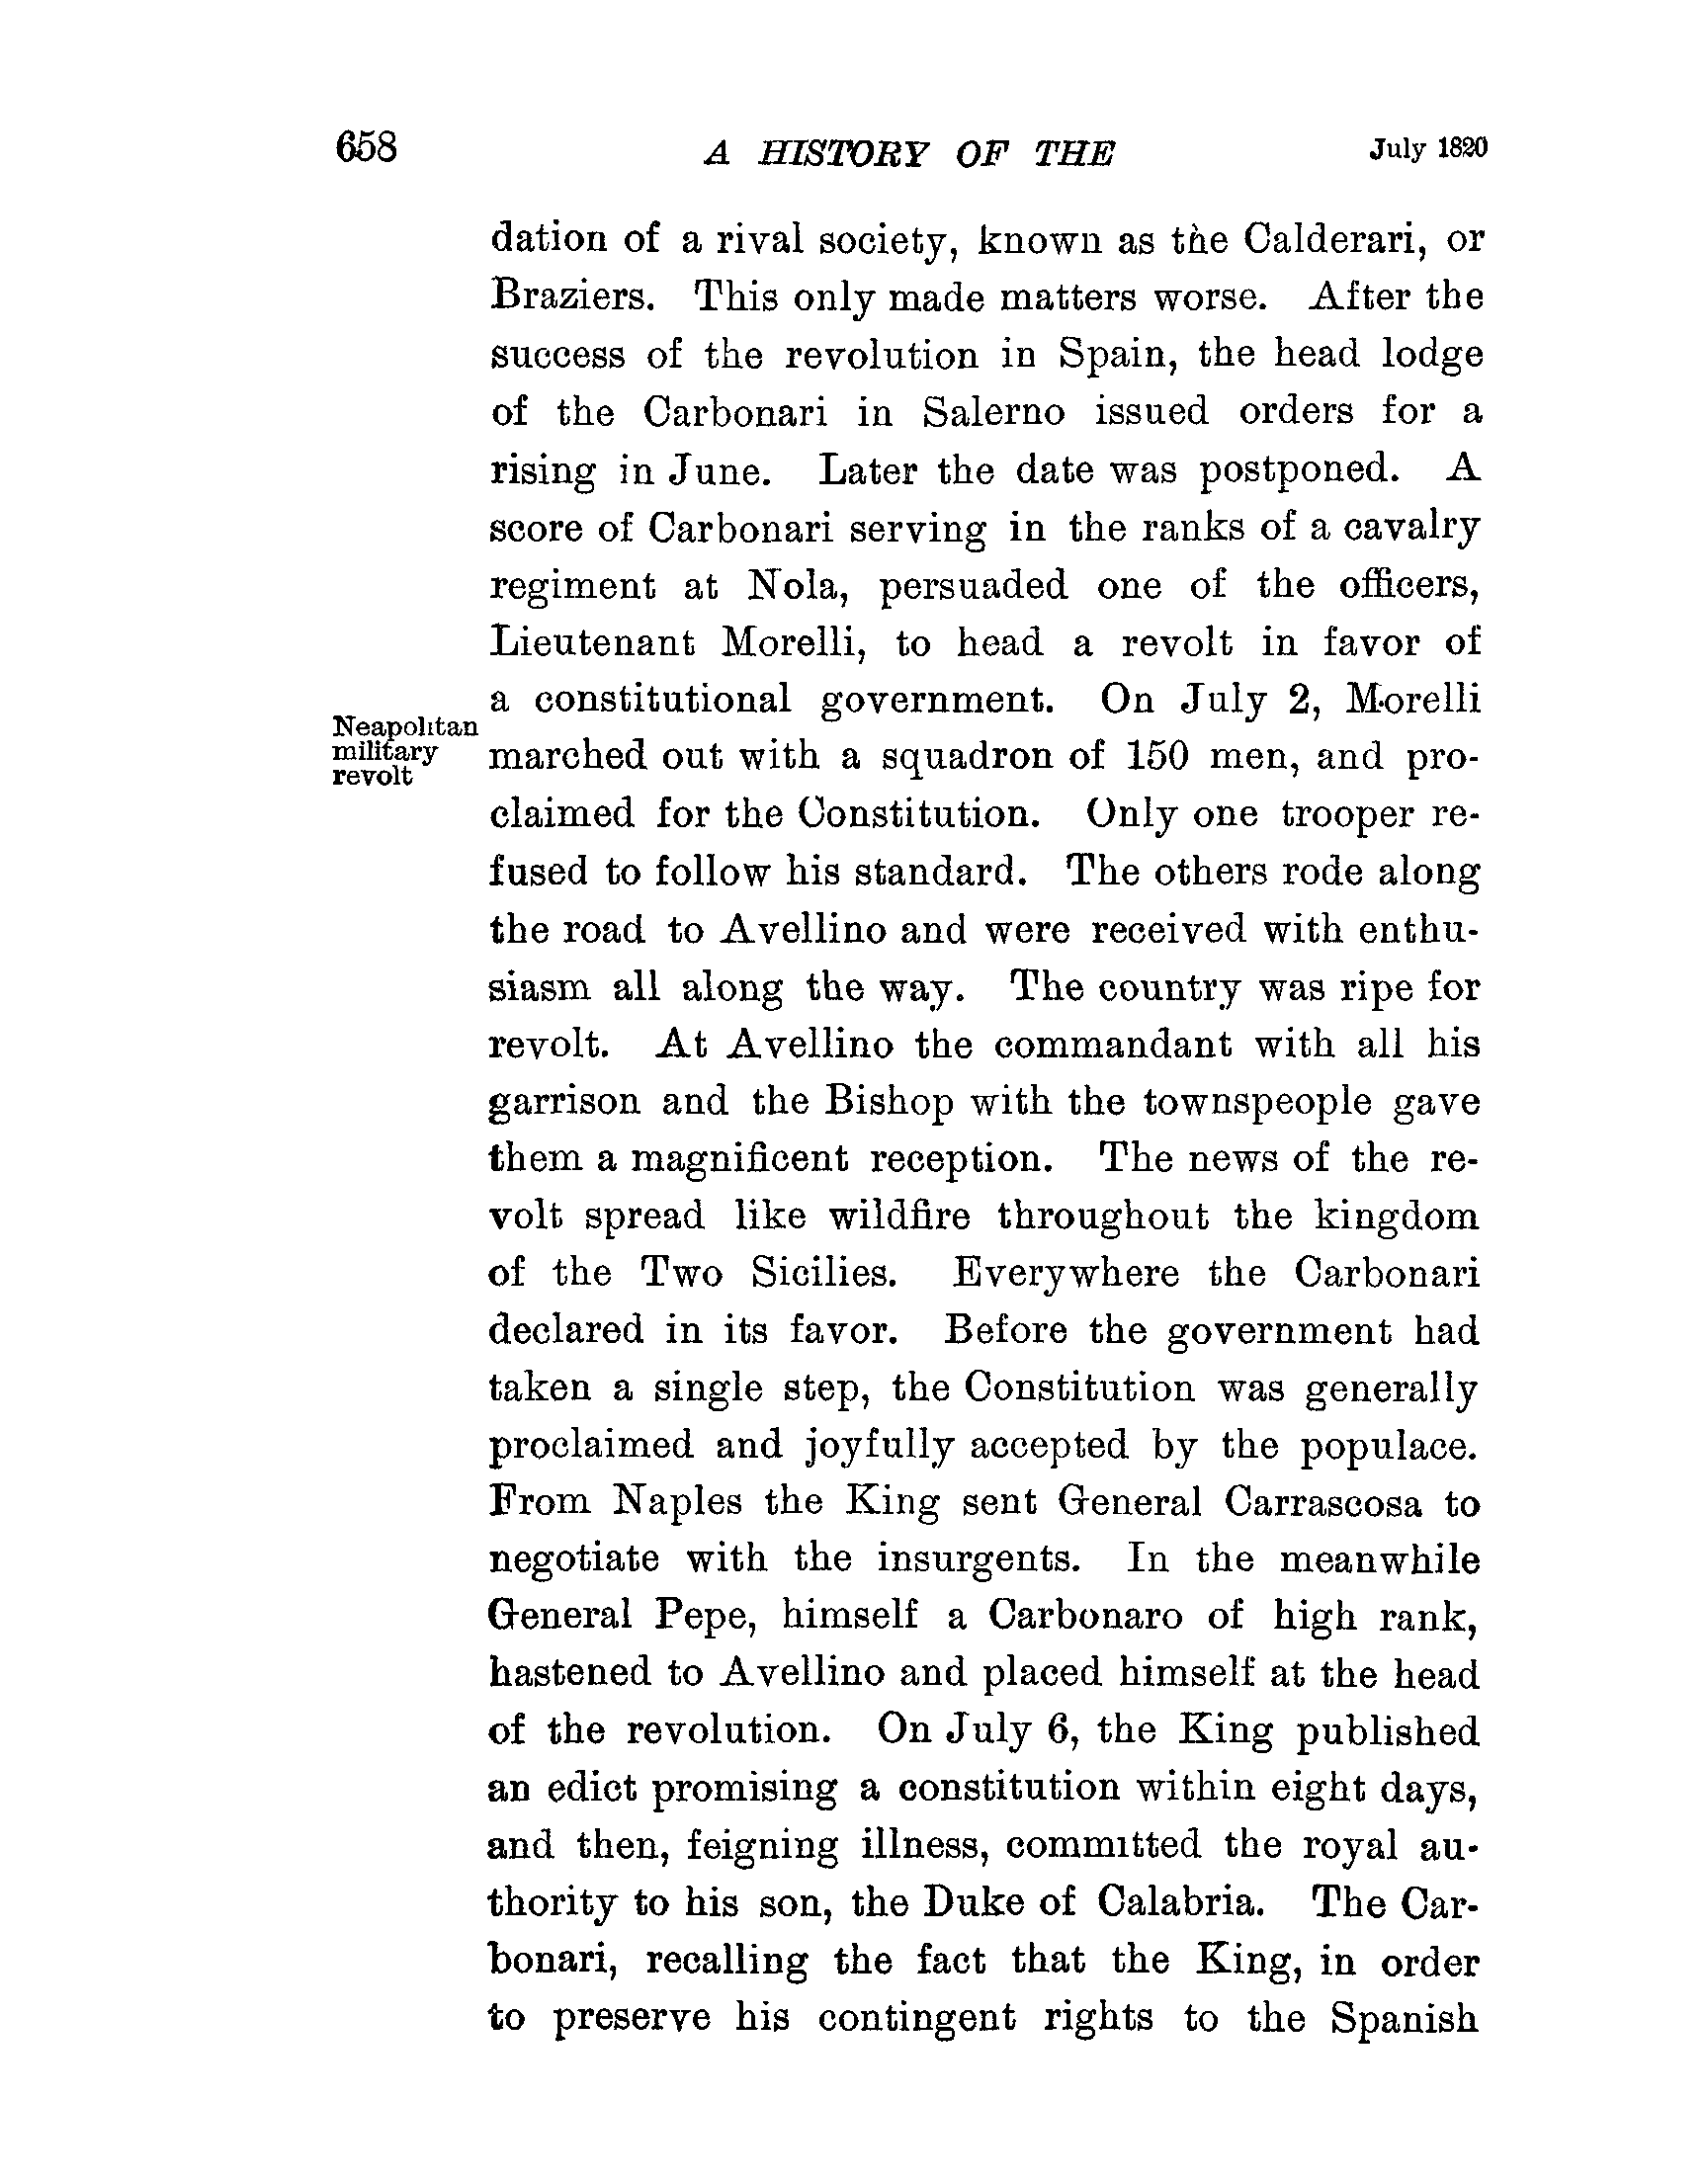 658 A HISTORY OF THE July 1820
dation of a rival society, known as the Calderari, or
Braziers. This only made matters worse. After the
success of the revolution in Spain, the head lodge
of the Carbonari in Salerno issued orders for a
rising in June. Later the date was postponed. A
score of Carbonari serving in the ranks of a cavalry
regiment at Nola, persuaded one of the officers,
Lieutenant Morelli, to head a revolt in favor of
a constitutional government. On July 2, Morelli
Neapolitan
military
revolt
marched out with a squadron of 150 men, and pro-
claimed for the Constitution. Only one trooper re-
fused to follow his standard. The others rode along
the road to Avellino and were received with enthu-
siasm all along the way. The country was ripe for
revolt. At Avellino the commandant with all his
garrison and the Bishop with the townspeople gave
them a magnificent reception. The news of the re-
volt spread like wildfire throughout the kingdom
of the Two Sicilies. Everywhere the Carbonari
declared in its favor. Before the government had
taken a single step, the Constitution was generally
proclaimed and joyfully accepted by the populace.
From Naples the King sent General Carrascosa to
negotiate with the insurgents. In the meanwhile
General Pepe, himself a Carbonaro of high rank,
hastened to Avellino and placed himself at the head
of the revolution. On July 6, the King published
an edict promising a constitution within eight days,
and then, feigning illness, committed the royal au-
thority to his son, the Duke of Calabria. The Car-
bonari, recalling the fact that the King, in order
to preserve his contingent rights to the Spanish